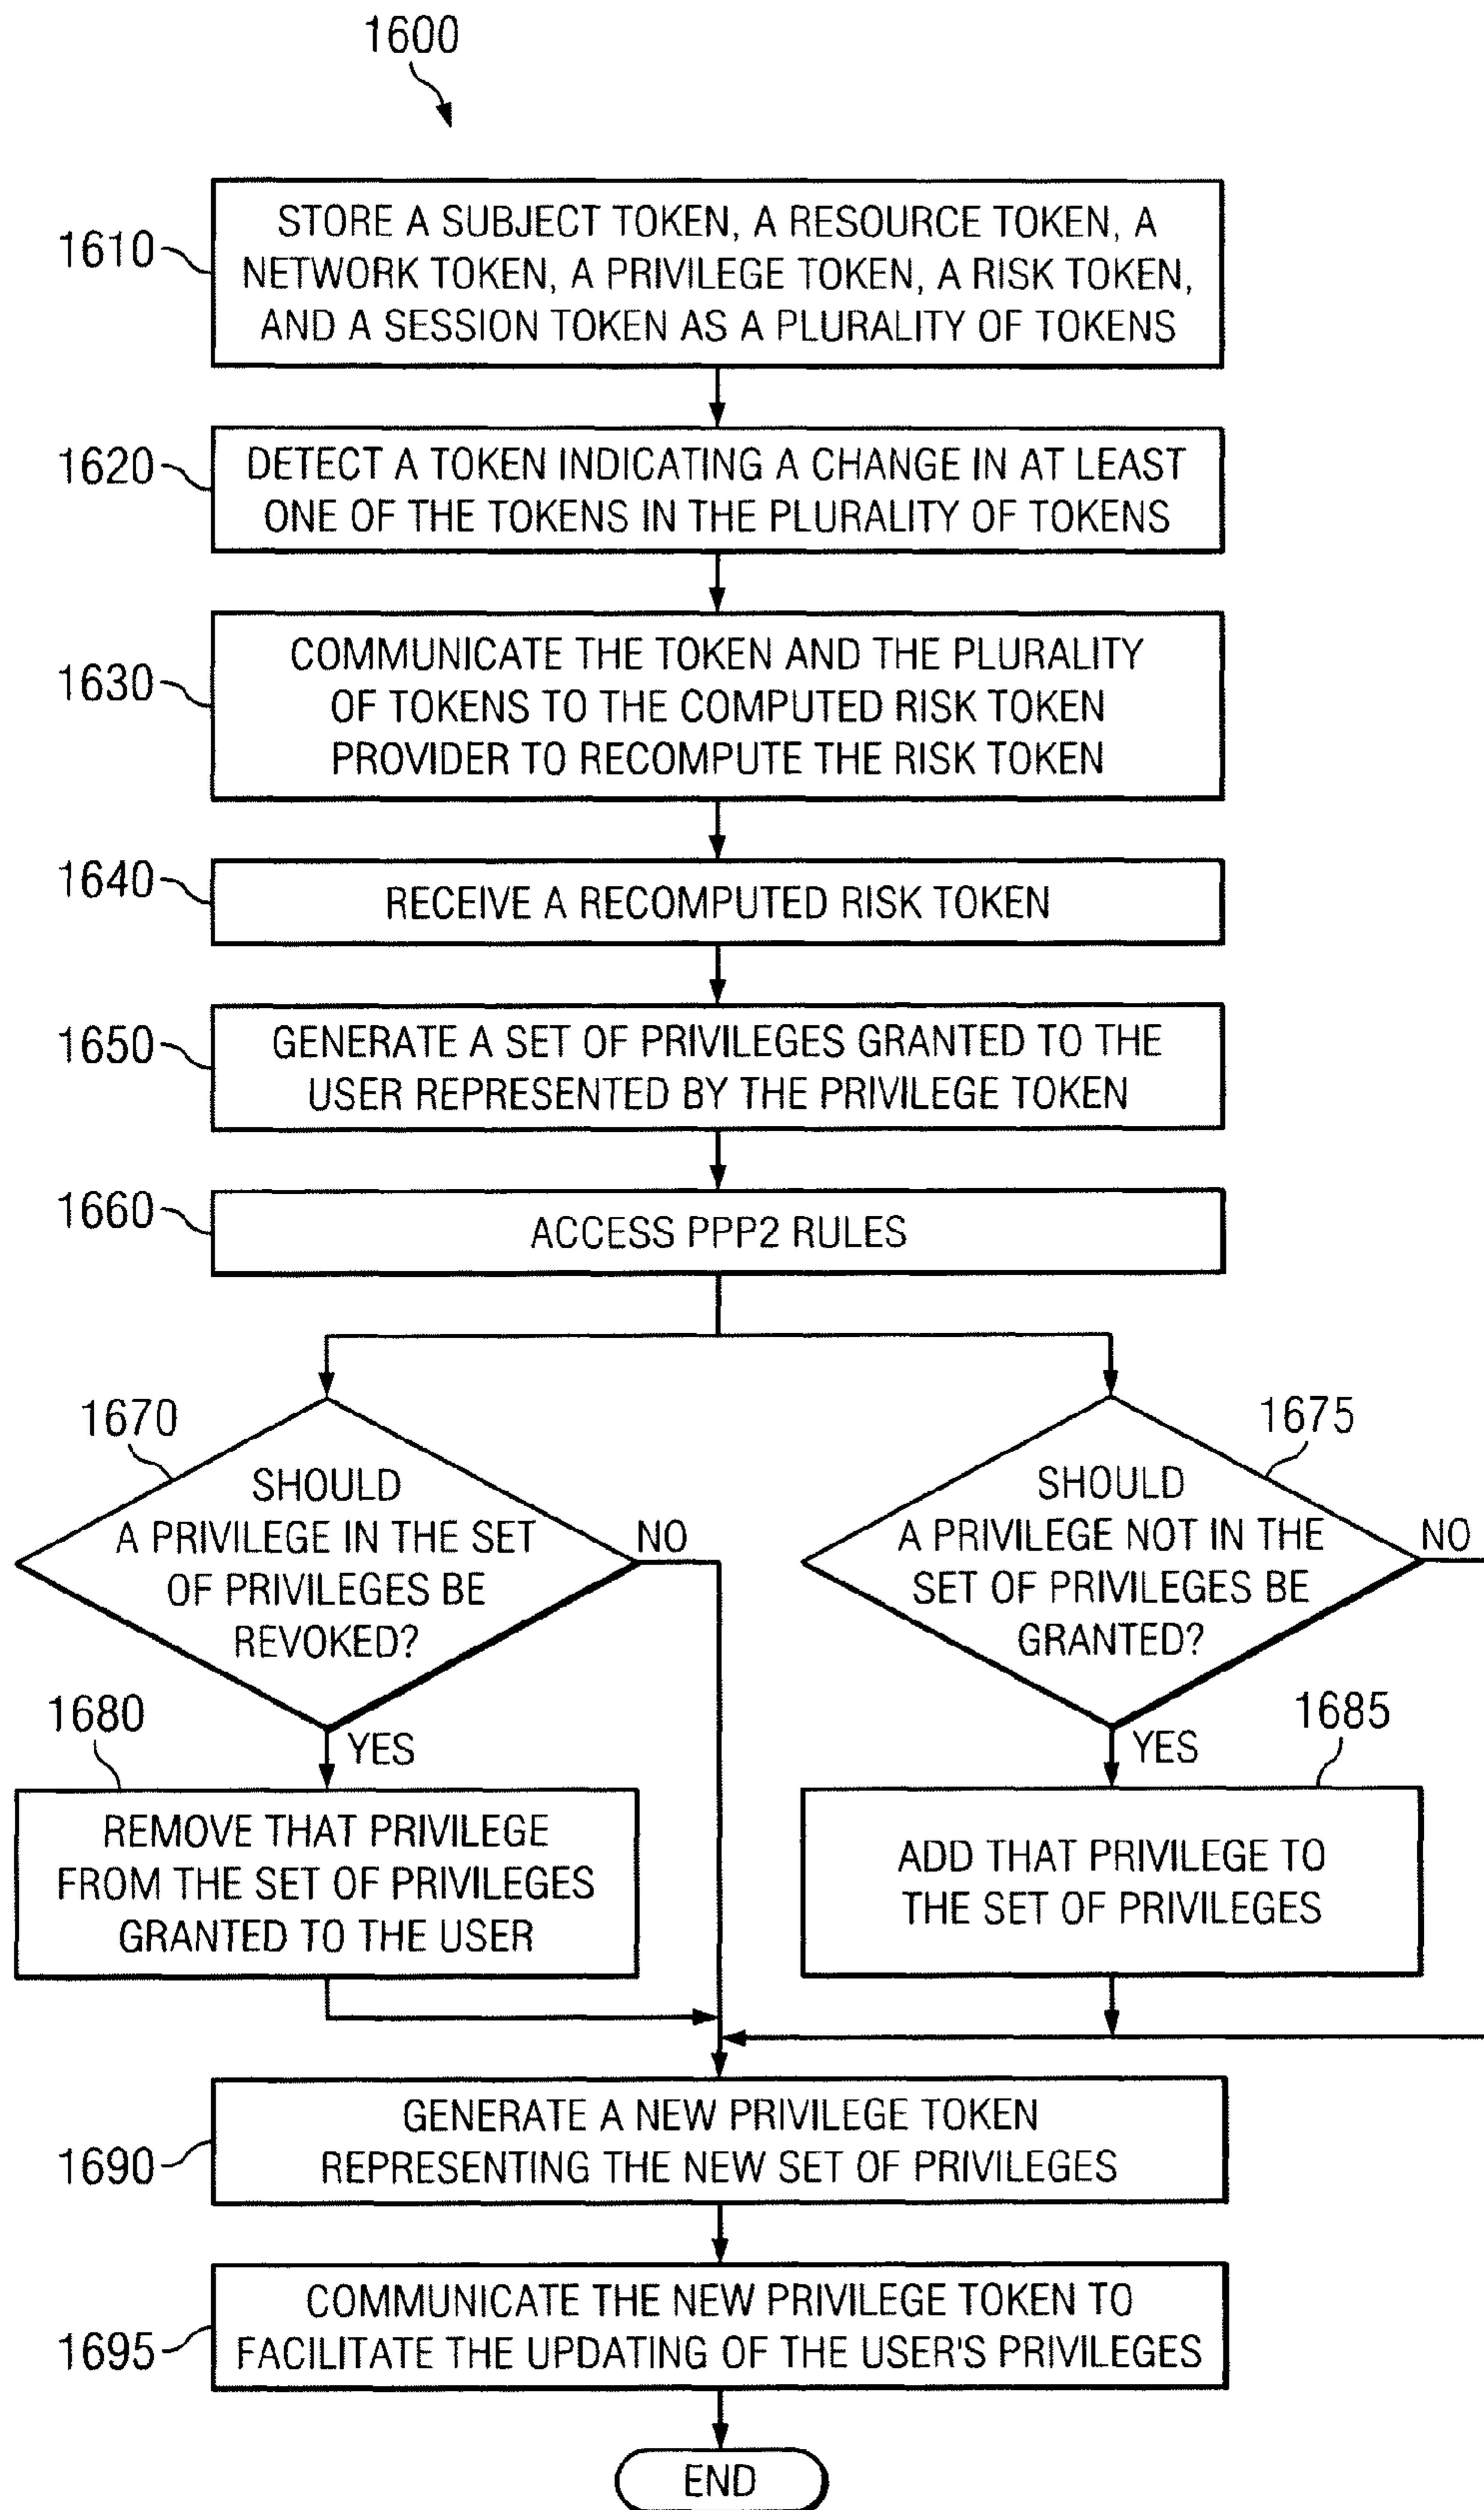 1600
1610
STORE A SUBJECT TOKEN, A RESOURCE TOKEN, A
NETWORK TOKEN, A PRIVILEGE TOKEN, A RISK TOKEN,
AND A SESSION TOKEN AS A PLURALITY OF TOKENS
1620
DETECT A TOKEN INDICATING A CHANGE IN AT LEAST
ONE OF THE TOKENS IN THE PLURALITY OF TOKENS
1630
COMMUNICATE THE TOKEN AND THE PLURALITY
OF TOKENS TO THE COMPUTED RISK TOKEN
PROVIDER TO RECOMPUTE THE RISK TOKEN
1640
RECEIVE A RECOMPUTED RISK TOKEN
1650
GENERATE A SET OF PRIVILEGES GRANTED TO THE
USER REPRESENTED BY THE PRIVILEGE TOKEN
1660
ACCESS PPP2 RULES
1670
SHOULD
A PRIVILEGE IN THE SET
OF PRIVILEGES BE
REVOKED?
NO
YES
1675
SHOULD
A PRIVILEGE NOT IN THE
SET OF PRIVILEGES BE
GRANTED?
NO
YES
1680
REMOVE THAT PRIVILEGE
FROM THE SET OF PRIVILEGES
GRANTED TO THE USER
1685
ADD THAT PRIVILEGE TO
THE SET OF PRIVILEGES
1690
GENERATE A NEW PRIVILEGE TOKEN
REPRESENTING THE NEW SET OF PRIVILEGES
1695
COMMUNICATE THE NEW PRIVILEGE TOKEN TO
FACILITATE THE UPDATING OF THE USER'S PRIVILEGES
END